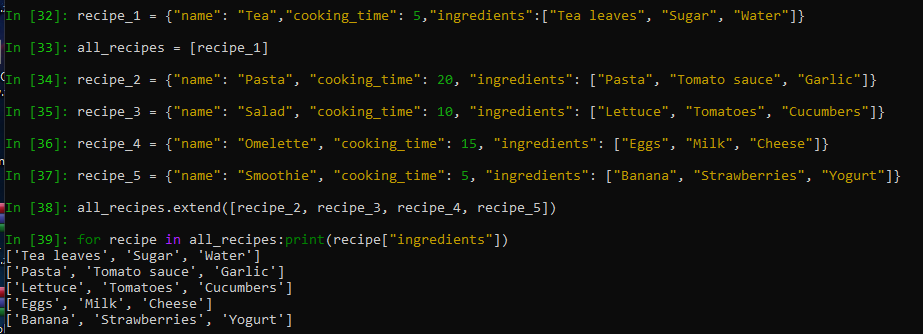 In [32]: recipe_1 = {"name": "Tea","cooking_time": 5,"ingredients":["Tea leaves", "Sugar", "Water"]}
In [33]: all_recipes = [recipe_1]
In [34]: recipe_2 = {"name": "Pasta", "cooking_time": 20, "ingredients": ["Pasta", "Tomato sauce", "Garlic"]}
In [35]: recipe_3 = {"name": "Salad", "cooking_time": 10, "ingredients": ["Lettuce", "Tomatoes", "Cucumbers"]}
In [36]: recipe_4 = {"name": "Omelette", "cooking_time": 15, "ingredients": ["Eggs", "Milk", "Cheese"]}
In [37]: recipe_5 = {"name": "Smoothie", "cooking_time": 5, "ingredients": ["Banana", "Strawberries", "Yogurt"]}
In [38]: all_recipes.extend([recipe_2, recipe_3, recipe_4, recipe_5])
In [39]: for recipe in all_recipes:print(recipe["ingredients"])
['Tea leaves', 'Sugar', 'Water']
['Pasta', 'Tomato sauce', 'Garlic']
['Lettuce', 'Tomatoes', 'Cucumbers']
['Eggs', 'Milk', 'Cheese']
['Banana', 'Strawberries', 'Yogurt']